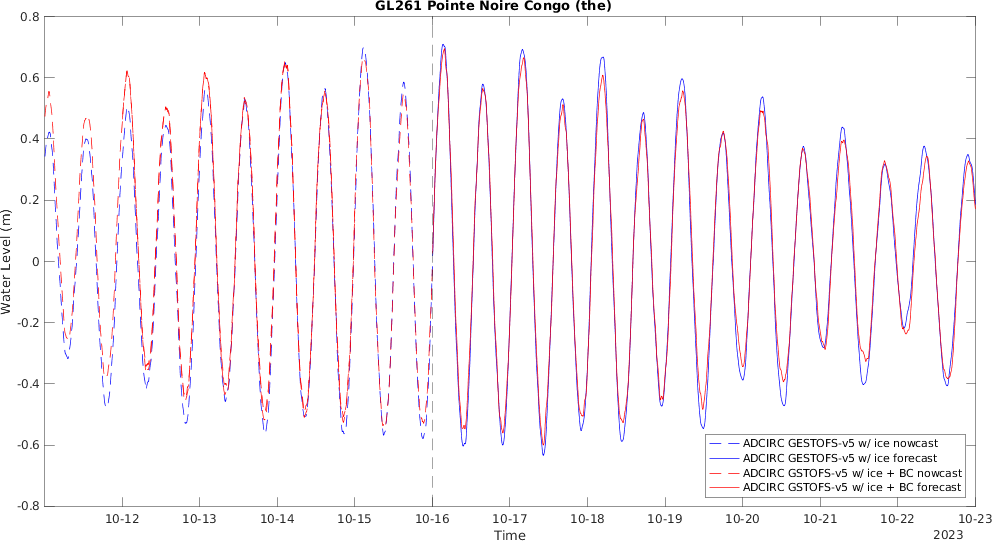 GL261 Pointe Noire Congo (the)
0.8
0.6
0.4
0.2
0
-0.2
-0.4
-0.6
-0.8
Water Level (m)
10-12 10-13 10-14 10-15 10-16 10-17 10-18 10-19 10-20 10-21 10-22 10-23
Time
2023
ADCIRC GESTOFS-v5 w/ ice nowcast
ADCIRC GESTOFS-v5 w/ ice forecast
ADCIRC GSTOFS-v5 w/ ice + BC nowcast
ADCIRC GSTOFS-v5 w/ ice + BC forecast